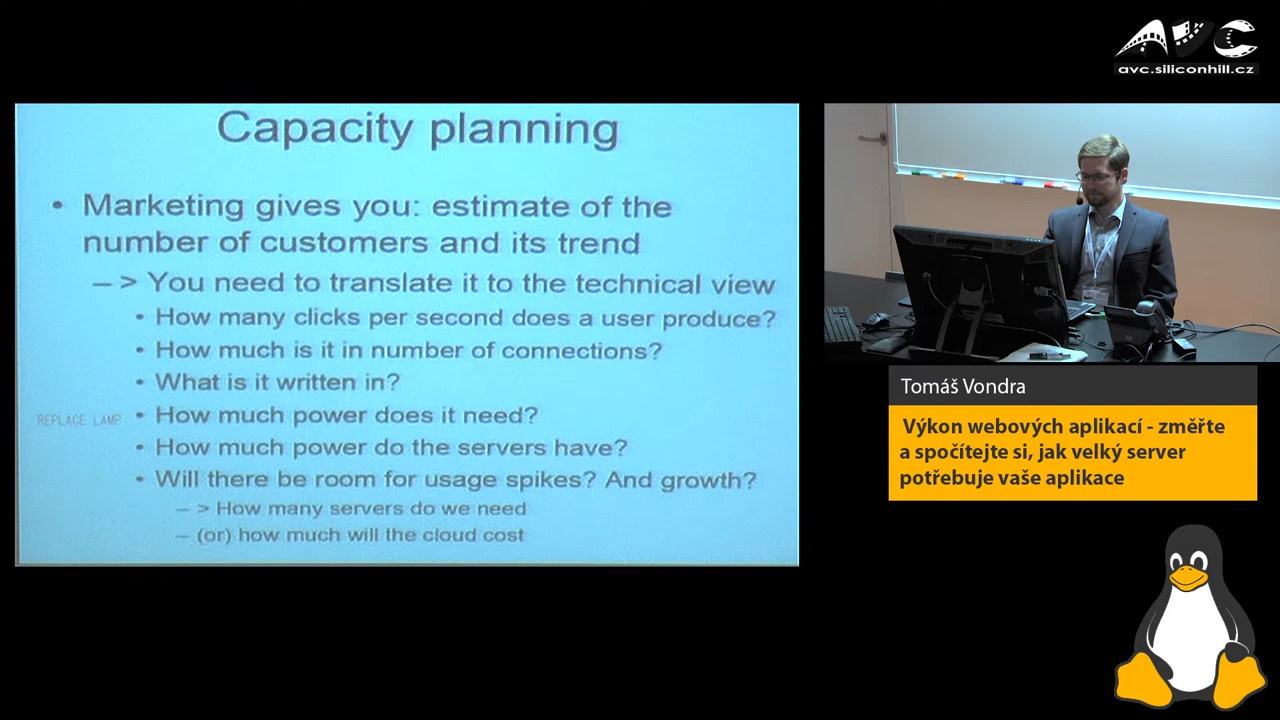 AVC
avc.siliconhill.cz
Capacity planning
• Marketing gives you: estimate of the
number of customers and its trend
– > You need to translate it to the technical view
• How many clicks per second does a user produce?
• How much is it in number of connections?
• What is it written in?
REPLACE LAMP
• How much power does it need?
• How much power do the servers have?
• Will there be room for usage spikes? And growth?
– > How many servers do we need
– (or) how much will the cloud cost
Tomáš Vondra
Výkon webových aplikací - změřte
a spočítejte si, jak velký server
potřebuje vaše aplikace